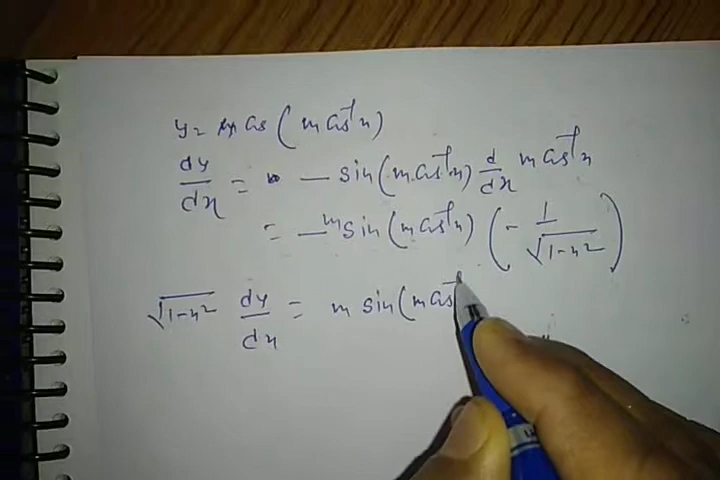 y = cos(m cos⁻¹x)
dy/dx = - sin(m cos⁻¹x) d/dx m cos⁻¹x
= - m sin(m cos⁻¹x) (- 1/√(1-x²))
√(1-x²) dy/dx = m sin(m cos⁻